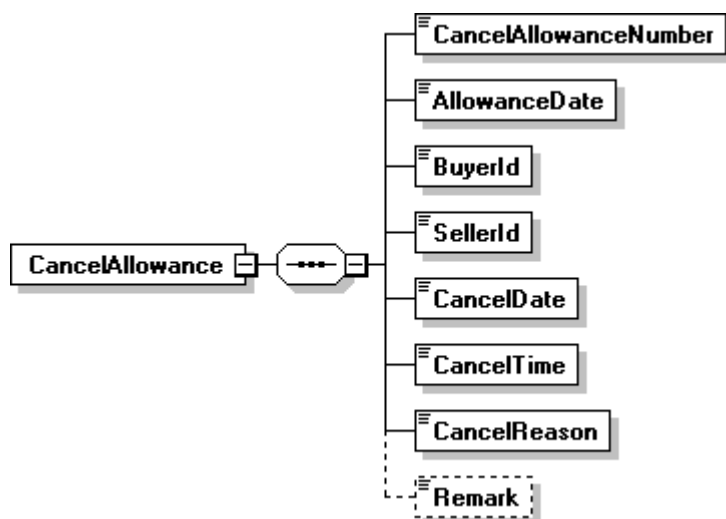 CancelAllowanceNumber
AllowanceDate
BuyerId
SellerId
CancelAllowance
CancelDate
CancelTime
CancelReason
Remark